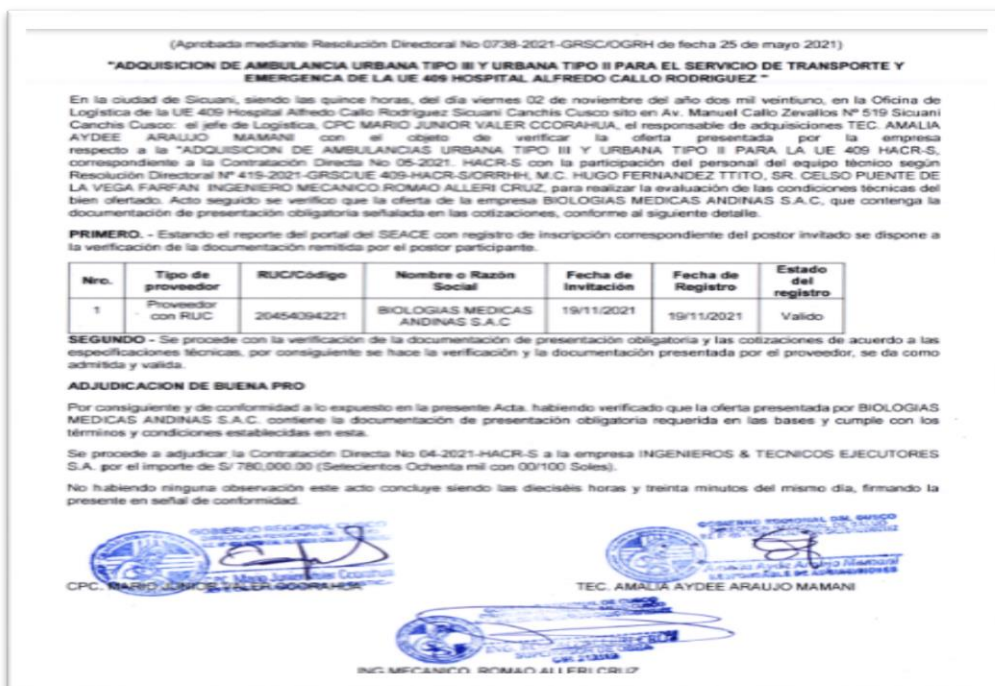 (Aprobada mediante Resolución Directoral No 0738-2021-GRSC/OGRH de fecha 25 de mayo 2021)
"ADQUISICION DE AMBULANCIA URBANA TIPO III Y URBANA TIPO II PARA EL SERVICIO DE TRANSPORTE Y
EMERGENCA DE LA UE 409 HOSPITAL ALFREDO CALLO RODRIGUEZ "
En la ciudad de Sicuani, siendo las quince horas, del día viernes 02 de noviembre del año dos mil veintiuno, en la Oficina de
Logística de la UE 409 Hospital Alfredo Callo Rodríguez Sicuani Canchis Cusco sito en Av. Manuel Callo Zevallos Nº 519 Sicuani
Canchis Cusco: el jefe de Logística, CPC MARIO JUNIOR VALER CCOIRAHUA, el responsable de adquisiciones TEC. AMALIA
AYDEE ARAUJO MAMANI con el objeto de verificar la oferta presentada por la empresa
respecto a la "ADQUISICION DE AMBULANCIAS URBANA TIPO III Y URBANA TIPO II PARA LA UE 409 HACR-S,
correspondiente a la Contratación Directa No 05-2021. HACR-S con la participación del personal del equipo técnico según
Resolución Directoral Nº 419-2021-GRSC/UE 409-HACR-S/ORRHH, M.C. HUGO FERNANDEZ TTITO, SR. CELSO PUENTE DE
LA VEGA FARFAN INGENIERO MECANICO ROMAO ALLERI CRUZ, para realizar la evaluación de las condiciones técnicas del
bien ofertado. Acto seguido se verifico que la oferta de la empresa BIOLOGIAS MEDICAS ANDINAS S.A.C, que contenga la
documentación de presentación obligatoria señalada en las cotizaciones, conforme al siguiente detalle.
PRIMERO. - Estando el reporte del portal del SEACE con registro de inscripción correspondiente del postor invitado se dispone a
la verificación de la documentación remitida por el postor participante.
Nro. Tipo de proveedor RUC/Código Nombre o Razón Social Fecha de Invitación Fecha de Registro Estado del registro
1 Proveedor con RUC 20454094221 BIOLOGIAS MEDICAS ANDINAS S.A.C 19/11/2021 19/11/2021 Valido
SEGUNDO - Se procede con la verificación de la documentación de presentación obligatoria y las cotizaciones de acuerdo a las
especificaciones técnicas, por consiguiente se hace la verificación y la documentación presentada por el proveedor, se da como
admitida y valida.
ADJUDICACION DE BUENA PRO
Por consiguiente y de conformidad a lo expuesto en la presente Acta. habiendo verificado que la oferta presentada por BIOLOGIAS
MEDICAS ANDINAS S.A.C. contiene la documentación de presentación obligatoria requerida en las bases y cumple con los
términos y condiciones establecidas en esta.
Se procede a adjudicar la Contratación Directa No 04-2021-HACR-S a la empresa INGENIEROS & TECNICOS EJECUTORES
S.A. por el importe de S/ 780,000.00 (Setecientos Ochenta mil con 00/100 Soles).
No habiendo ninguna observación este acto concluye siendo las dieciséis horas y treinta minutos del mismo día, firmando la
presente en señal de conformidad.
GOBIERNO REGIONAL CUSCO
GOBIERNO REGIONAL DEL CUSCO
CPC. MARIO JUNIOR VALER CCORAHUA
TEC. AMALIA AYDEE ARAUJO MAMANI
ING MECANICO. ROMAO ALLERI CRUZ